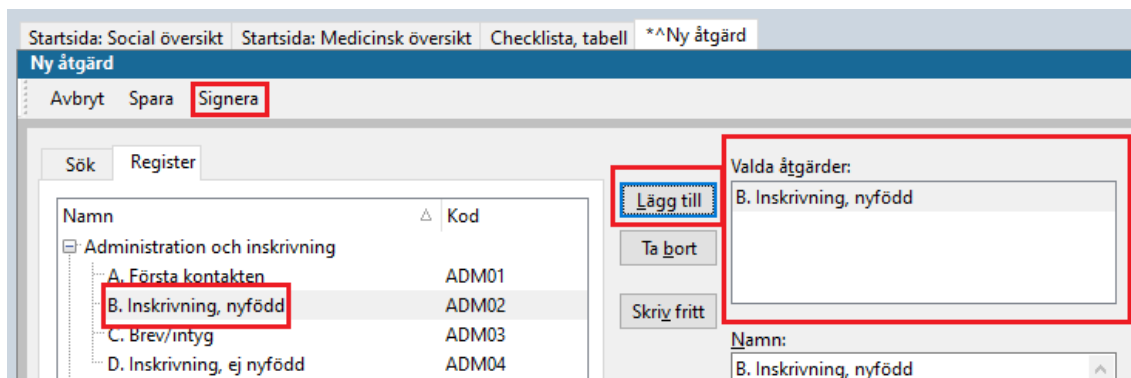 Startsida: Social översikt Startsida: Medicinsk översikt Checklista, tabell *^Ny åtgärd
Ny åtgärd
Avbryt Spara Signera
Sök Register
Namn Kod
Administration och inskrivning
A. Första kontakten ADM01
B. Inskrivning, nyfödd ADM02
C. Brev/intyg ADM03
D. Inskrivning, ej nyfödd ADM04
Lägg till
Ta bort
Skriv fritt
Valda åtgärder:
B. Inskrivning, nyfödd
Namn:
B. Inskrivning, nyfödd